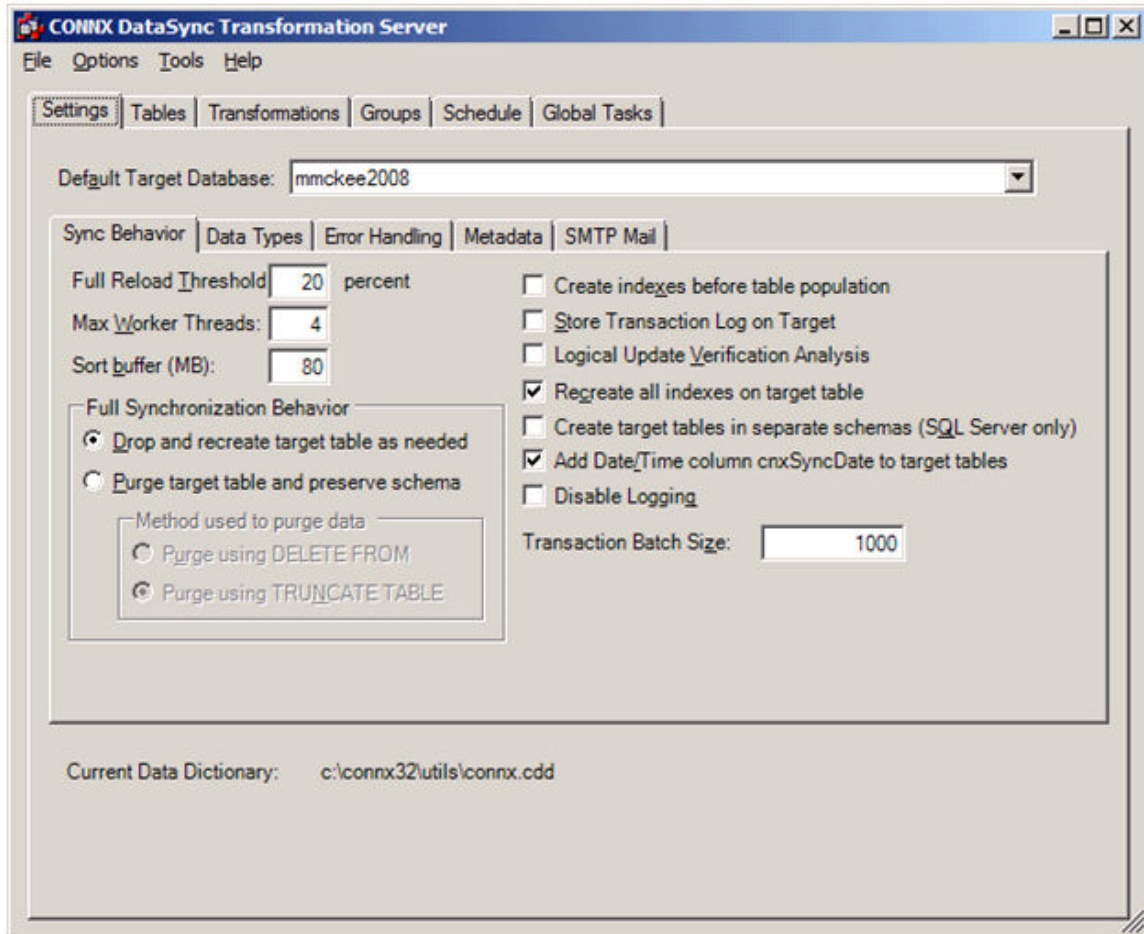 CONNX DataSync Transformation Server
File Options Tools Help
Settings Tables Transformations Groups Schedule Global Tasks
Default Target Database: mmckee2008
Sync Behavior Data Types Error Handling Metadata SMTP Mail
Full Reload Threshold 20 percent
Max Worker Threads: 4
Sort buffer (MB): 80
Full Synchronization Behavior
Drop and recreate target table as needed
Purge target table and preserve schema
Method used to purge data
Purge using DELETE FROM
Purge using TRUNCATE TABLE
Create indexes before table population
Store Transaction Log on Target
Logical Update Verification Analysis
Recreate all indexes on target table
Create target tables in separate schemas (SQL Server only)
Add Date/Time column cnxSyncDate to target tables
Disable Logging
Transaction Batch Size: 1000
Current Data Dictionary: c:\connx32\utils\connx.cdd